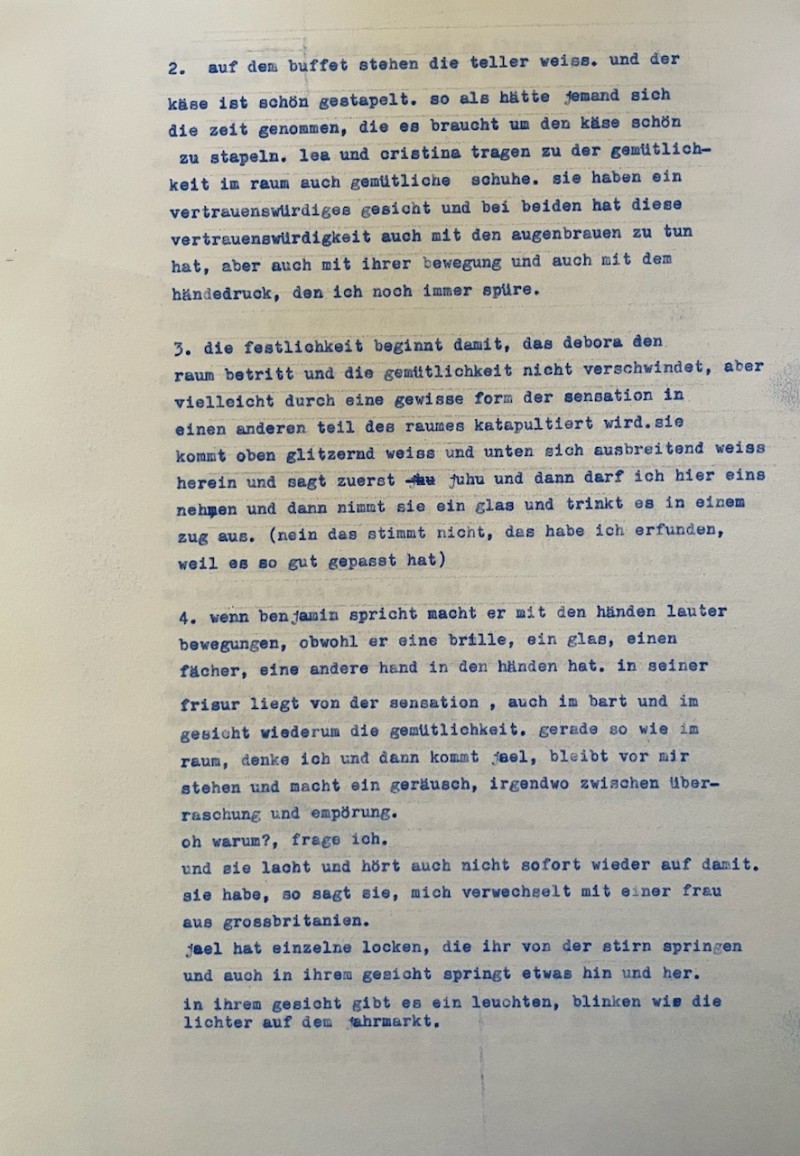 2.  auf dem buffet stehen die teller weiss. und der
käse ist schön gestapelt. so als hätte jemand sich
die zeit genommen, die es braucht um den käse schön
zu stapeln. lea und cristina tragen zu der gemütlich-
keit im raum auch gemütliche  schuhe. sie haben ein
vertrauenswürdiges gesicht und bei beiden hat diese
vertrauenswürdigkeit auch mit den augenbrauen zu tun
hat, aber auch mit ihrer bewegung und auch mit dem
händedruck, den ich noch immer spüre.

3. die festlichkeit beginnt damit, das debora den
raum betritt und die gemütlichkeit nicht verschwindet, aber
vielleicht durch eine gewisse form der sensation in
einen anderen teil des raumes katapultiert wird.sie
kommt oben glitzernd weiss und unten sich ausbreitend weiss
herein und sagt zuerst juhu und dann darf ich hier eins
nehmen und dann nimmt sie ein glas und trinkt es in einem
zug aus. (nein das stimmt nicht, das habe ich erfunden,
weil es so gut gepasst hat)

4. wenn benjamin spricht macht er mit den händen lauter
bewegungen, obwohl er eine brille, ein glas, einen
fächer, eine andere hand in den händen hat. in seiner
frisur liegt von der sensation , auch im bart und im
gesicht wiederum die gemütlichkeit. gerade so wie im
raum, denke ich und dann kommt jael, bleibt vor mir
stehen und macht ein geräusch, irgendwo zwischen über-
raschung und empörung.
oh warum?, frage ich.
und sie lacht und hört auch nicht sofort wieder auf damit.
sie habe, so sagt sie, mich verwechselt mit einer frau
aus grossbritanien.
jael hat einzelne locken, die ihr von der stirn springen
und auch in ihrem gesicht springt etwas hin und her.
in ihrem gesicht gibt es ein leuchten, blinken wie die
lichter auf dem jahrmarkt.